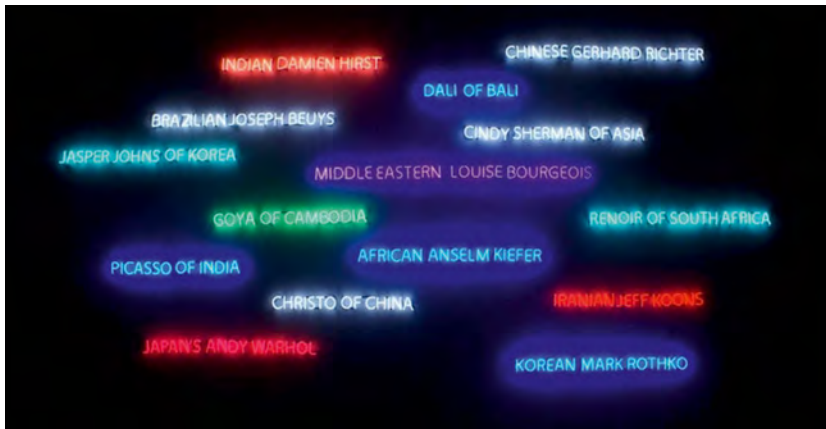 CHINESE GERHARD RICHTER
INDIAN DAMIEN HIRST
DALI OF BALI
BRAZILIAN JOSEPH BEUYS
CINDY SHERMAN OF ASIA
JASPER JOHNS OF KOREA
MIDDLE EASTERN LOUISE BOURGEOIS
GOYA OF CAMBODIA
RENOIR OF SOUTH AFRICA
AFRICAN ANSELM KIEFER
PICASSO OF INDIA
CHRISTO OF CHINA
IRANIAN JEFF KOONS
JAPAN'S ANDY WARHOL
KOREAN MARK ROTHKO